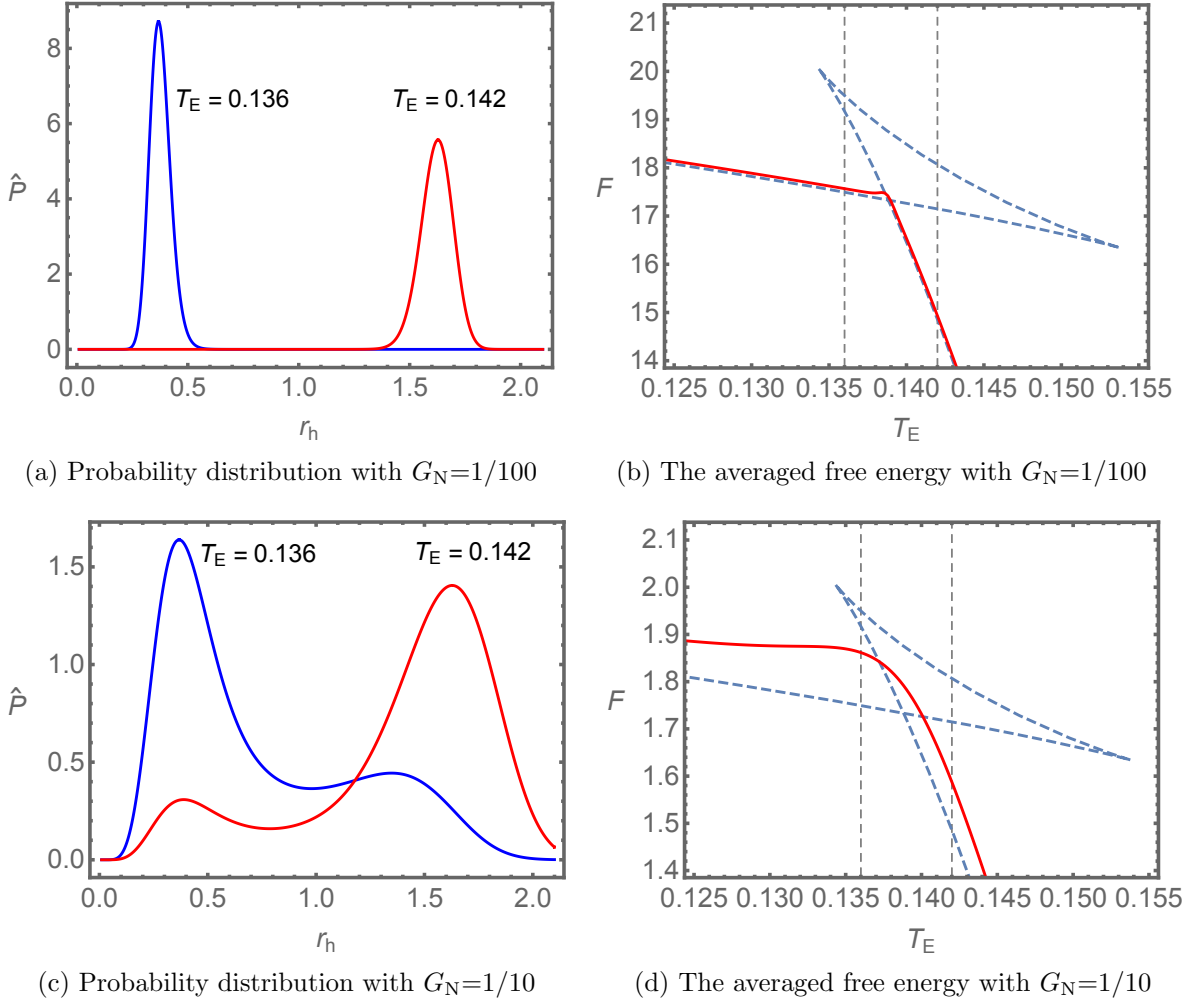 8
6
4
2
0
P̂
T_E = 0.136
T_E = 0.142
0.0 0.5 1.0 1.5 2.0
r_h
(a) Probability distribution with G_N=1/100
21
20
19
18
17
16
15
14
F
0.125 0.130 0.135 0.140 0.145 0.150 0.155
T_E
(b) The averaged free energy with G_N=1/100
1.5
1.0
0.5
0.0
P̂
T_E = 0.136
T_E = 0.142
0.0 0.5 1.0 1.5 2.0
r_h
(c) Probability distribution with G_N=1/10
2.1
2.0
1.9
1.8
1.7
1.6
1.5
1.4
F
0.125 0.130 0.135 0.140 0.145 0.150 0.155
T_E
(d) The averaged free energy with G_N=1/10